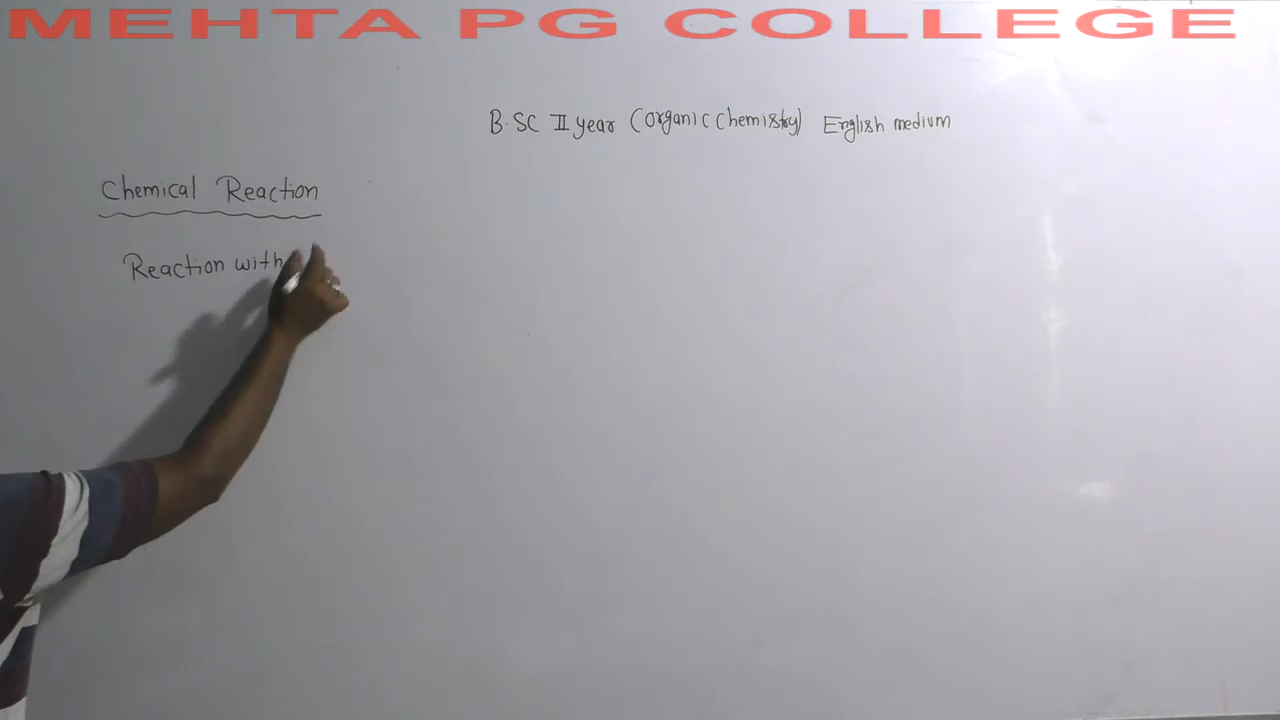 MEHTA PG COLLEGE
B.SC II year (Organic Chemistry) English medium
Chemical Reaction
Reaction with